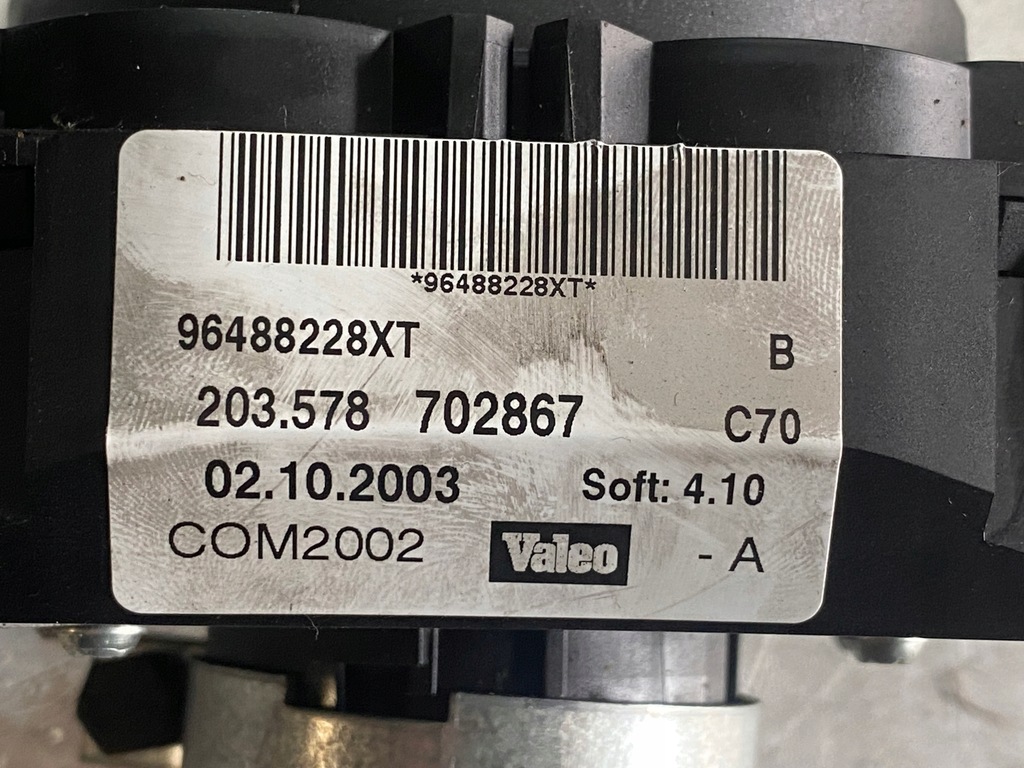 *96488228XT*
96488228XT B
203.578 702867 C70
02.10.2003 Soft: 4.10
COM2002 Valeo - A